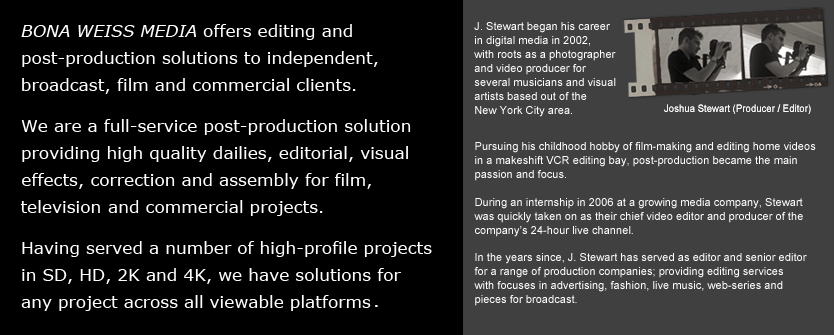 BONA WEISS MEDIA offers editing and
post-production solutions to independent,
broadcast, film and commercial clients.
We are a full-service post-production solution
providing high quality dailies, editorial, visual
effects, correction and assembly for film,
television and commercial projects.
Having served a number of high-profile projects
in SD, HD, 2K and 4K, we have solutions for
any project across all viewable platforms.
J. Stewart began his career
in digital media in 2002,
with roots as a photographer
and video producer for
several musicians and visual
artists based out of the
New York City area.
Joshua Stewart (Producer / Editor)
Pursuing his childhood hobby of film-making and editing home videos
in a makeshift VCR editing bay, post-production became the main
passion and focus.
During an internship in 2006 at a growing media company, Stewart
was quickly taken on as their chief video editor and producer of the
company's 24-hour live channel.
In the years since, J. Stewart has served as editor and senior editor
for a range of production companies; providing editing services
with focuses in advertising, fashion, live music, web-series and
pieces for broadcast.